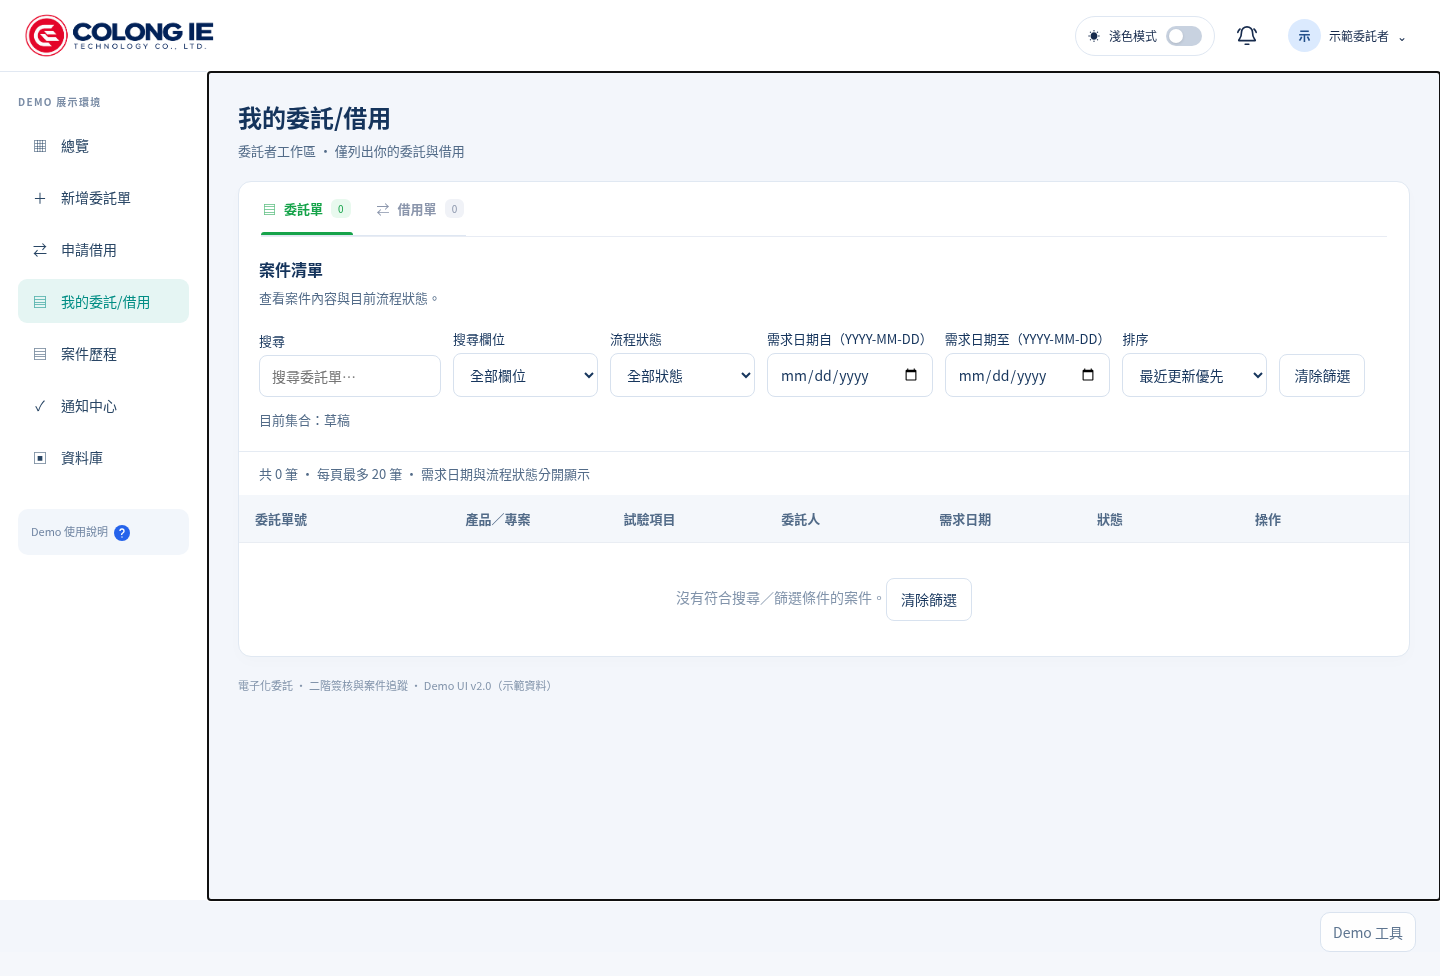 COLONG IE
TECHNOLOGY CO., LTD.
淺色模式
示 示範委託者
DEMO 展示環境
總覽
新增委託單
申請借用
我的委託/借用
案件歷程
通知中心
資料庫
Demo 使用說明 ?
我的委託/借用
委託者工作區 · 僅列出你的委託與借用
委託單 0 借用單 0
案件清單
查看案件內容與目前流程狀態。
搜尋 搜尋欄位 流程狀態 需求日期自（YYYY-MM-DD） 需求日期至（YYYY-MM-DD） 排序
搜尋委託單… 全部欄位 全部狀態 mm/dd/yyyy mm/dd/yyyy 最近更新優先 清除篩選
目前集合：草稿
共 0 筆 · 每頁最多 20 筆 · 需求日期與流程狀態分開顯示
委託單號 產品／專案 試驗項目 委託人 需求日期 狀態 操作
沒有符合搜尋／篩選條件的案件。 清除篩選
電子化委託 · 二階簽核與案件追蹤 · Demo UI v2.0（示範資料）
Demo 工具